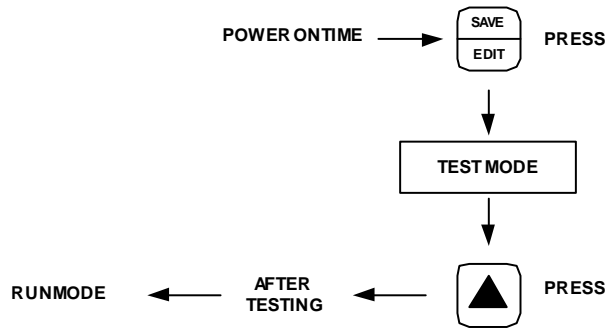 POWER ONTIME
SAVE
EDIT
PRESS
TEST MODE
PRESS
AFTER
TESTING
RUNMODE